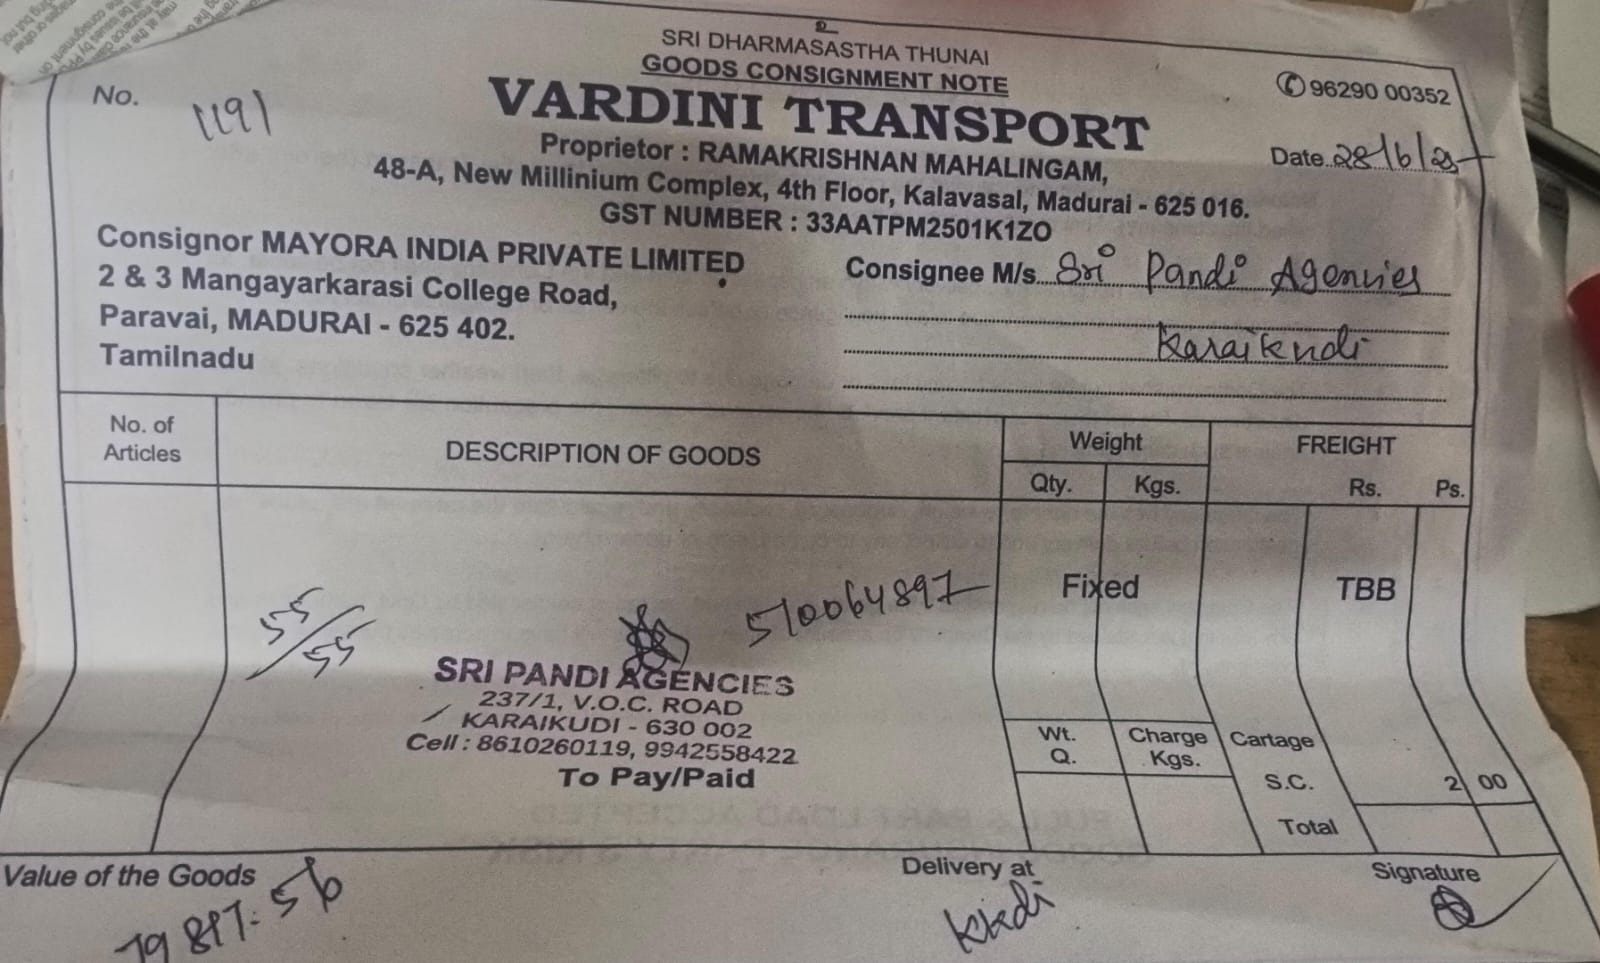 SRI DHARMASASTHA THUNAI
GOODS CONSIGNMENT NOTE
✆ 96290 00352
No. 1191
VARDINI TRANSPORT
Date. 28/6/25
Proprietor : RAMAKRISHNAN MAHALINGAM,
48-A, New Millinium Complex, 4th Floor, Kalavasal, Madurai - 625 016.
GST NUMBER : 33AATPM2501K1ZO
Consignor MAYORA INDIA PRIVATE LIMITED
2 & 3 Mangayarkarasi College Road,
Paravai, MADURAI - 625 402.
Tamilnadu
Consignee M/s. Sri Pandi Agencies
Karaikudi
No. of Articles
DESCRIPTION OF GOODS
Weight
Qty. Kgs.
FREIGHT
Rs. Ps.
55/55
510064897
Fixed
TBB
SRI PANDI AGENCIES
237/1, V.O.C. ROAD
KARAIKUDI - 630 002
Cell : 8610260119, 9942558422
To Pay/Paid
Wt. Q.
Charge Kgs.
Cartage
S.C. 2 00
Total
Value of the Goods
Delivery at
Kkdi
Signature